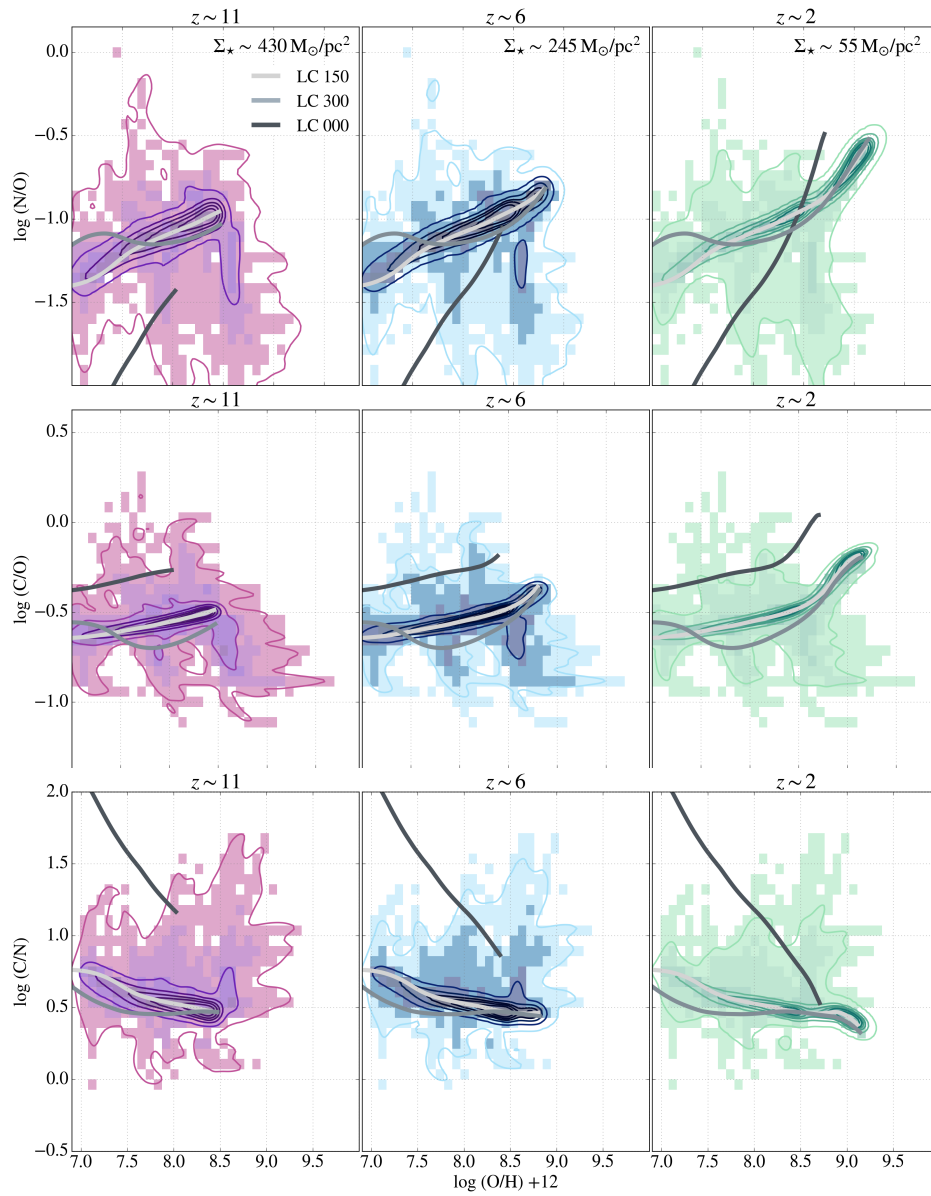 z ~ 11 z ~ 6 z ~ 2
Σ⋆ ~ 430 M⊙/pc² Σ⋆ ~ 245 M⊙/pc² Σ⋆ ~ 55 M⊙/pc²
LC 150
LC 300
LC 000
0.0
−0.5
−1.0
−1.5
log (N/O)
z ~ 11 z ~ 6 z ~ 2
0.5
0.0
−0.5
−1.0
log (C/O)
z ~ 11 z ~ 6 z ~ 2
2.0
1.5
1.0
0.5
0.0
−0.5
log (C/N)
7.0 7.5 8.0 8.5 9.0 9.5 7.0 7.5 8.0 8.5 9.0 9.5 7.0 7.5 8.0 8.5 9.0 9.5
log (O/H) +12